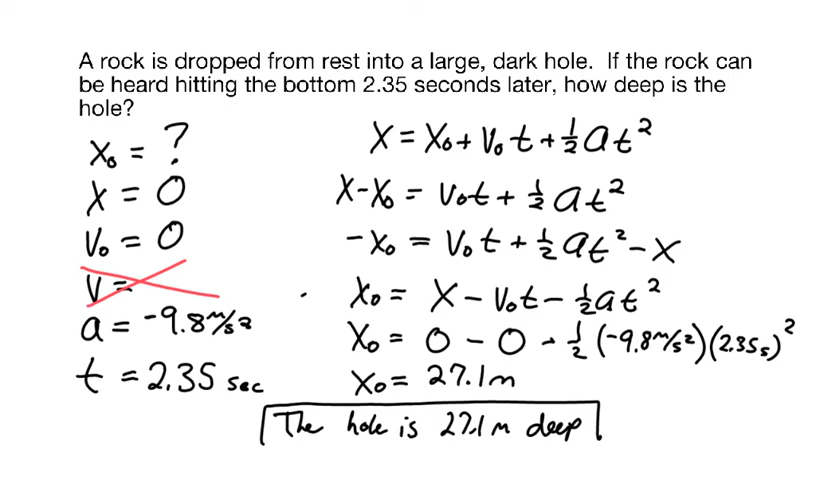 A rock is dropped from rest into a large, dark hole. If the rock can
be heard hitting the bottom 2.35 seconds later, how deep is the
hole?
X₀ = ?
X = 0
V₀ = 0
V =
a = -9.8 m/s²
t = 2.35 sec
X = X₀ + V₀t + ½at²
X - X₀ = V₀t + ½at²
-X₀ = V₀t + ½at² - X
X₀ = X - V₀t - ½at²
X₀ = 0 - 0 - ½(-9.8 m/s²)(2.35s)²
X₀ = 27.1m
The hole is 27.1 m deep